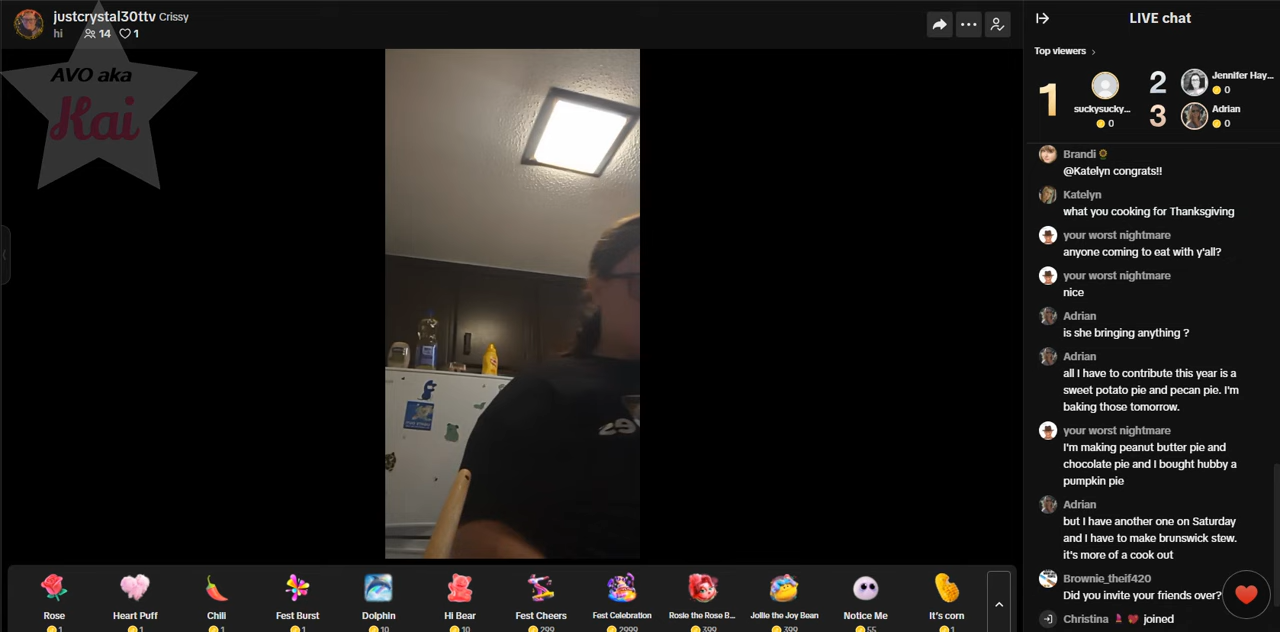 justcrystal30ttv Crissy
hi 14 1
AVO aka
Kai
LIVE chat
Top viewers
1
suckysucky...
0
2
Jennifer Hay...
0
3
Adrian
0
Brandi
@Katelyn congrats!!
Katelyn
what you cooking for Thanksgiving
your worst nightmare
anyone coming to eat with y'all?
your worst nightmare
nice
Adrian
is she bringing anything ?
Adrian
all I have to contribute this year is a
sweet potato pie and pecan pie. I'm
baking those tomorrow.
your worst nightmare
I'm making peanut butter pie and
chocolate pie and I bought hubby a
pumpkin pie
Adrian
but I have another one on Saturday
and I have to make brunswick stew.
it's more of a cook out
Brownie_theif420
Did you invite your friends over?
Christina joined
Rose Heart Puff Chili Fest Burst Dolphin Hi Bear Fest Cheers Fest Celebration Rosie the Rose B... Jollie the Joy Bean Notice Me It's corn
1 1 1 1 10 10 299 2999 399 399 55 1